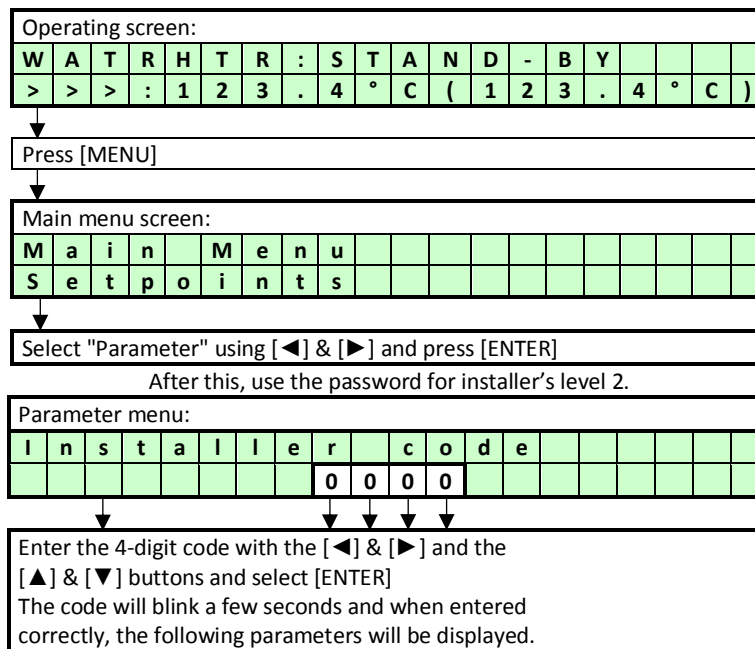 Operating screen:
WATRHTR:STAND-BY
>>>:123.4°C(123.4°C)
Press [MENU]
Main menu screen:
Main Menu
Setpoints
Select "Parameter" using [◄] & [►] and press [ENTER]
After this, use the password for installer’s level 2.
Parameter menu:
Installer code
0000
Enter the 4-digit code with the [◄] & [►] and the
[▲] & [▼] buttons and select [ENTER]
The code will blink a few seconds and when entered
correctly, the following parameters will be displayed.